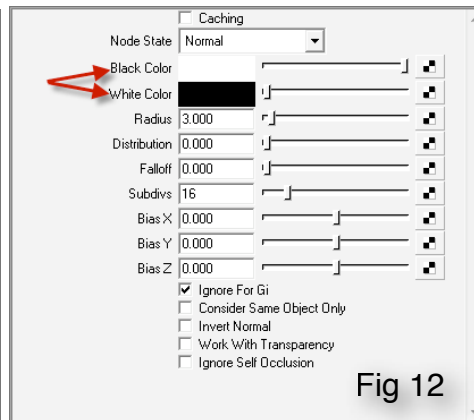 Caching
Node State Normal
Black Color
White Color
Radius 3.000
Distribution 0.000
Falloff 0.000
Subdivs 16
Bias X 0.000
Bias Y 0.000
Bias Z 0.000
Ignore For Gi
Consider Same Object Only
Invert Normal
Work With Transparency
Ignore Self Occlusion
Fig 12